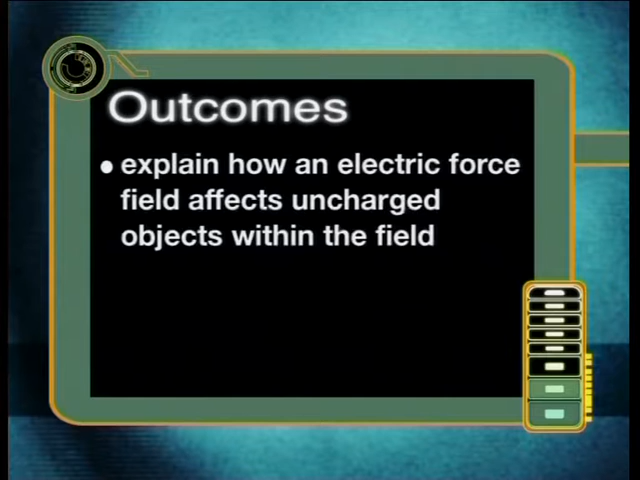 Outcomes
• explain how an electric force
field affects uncharged
objects within the field